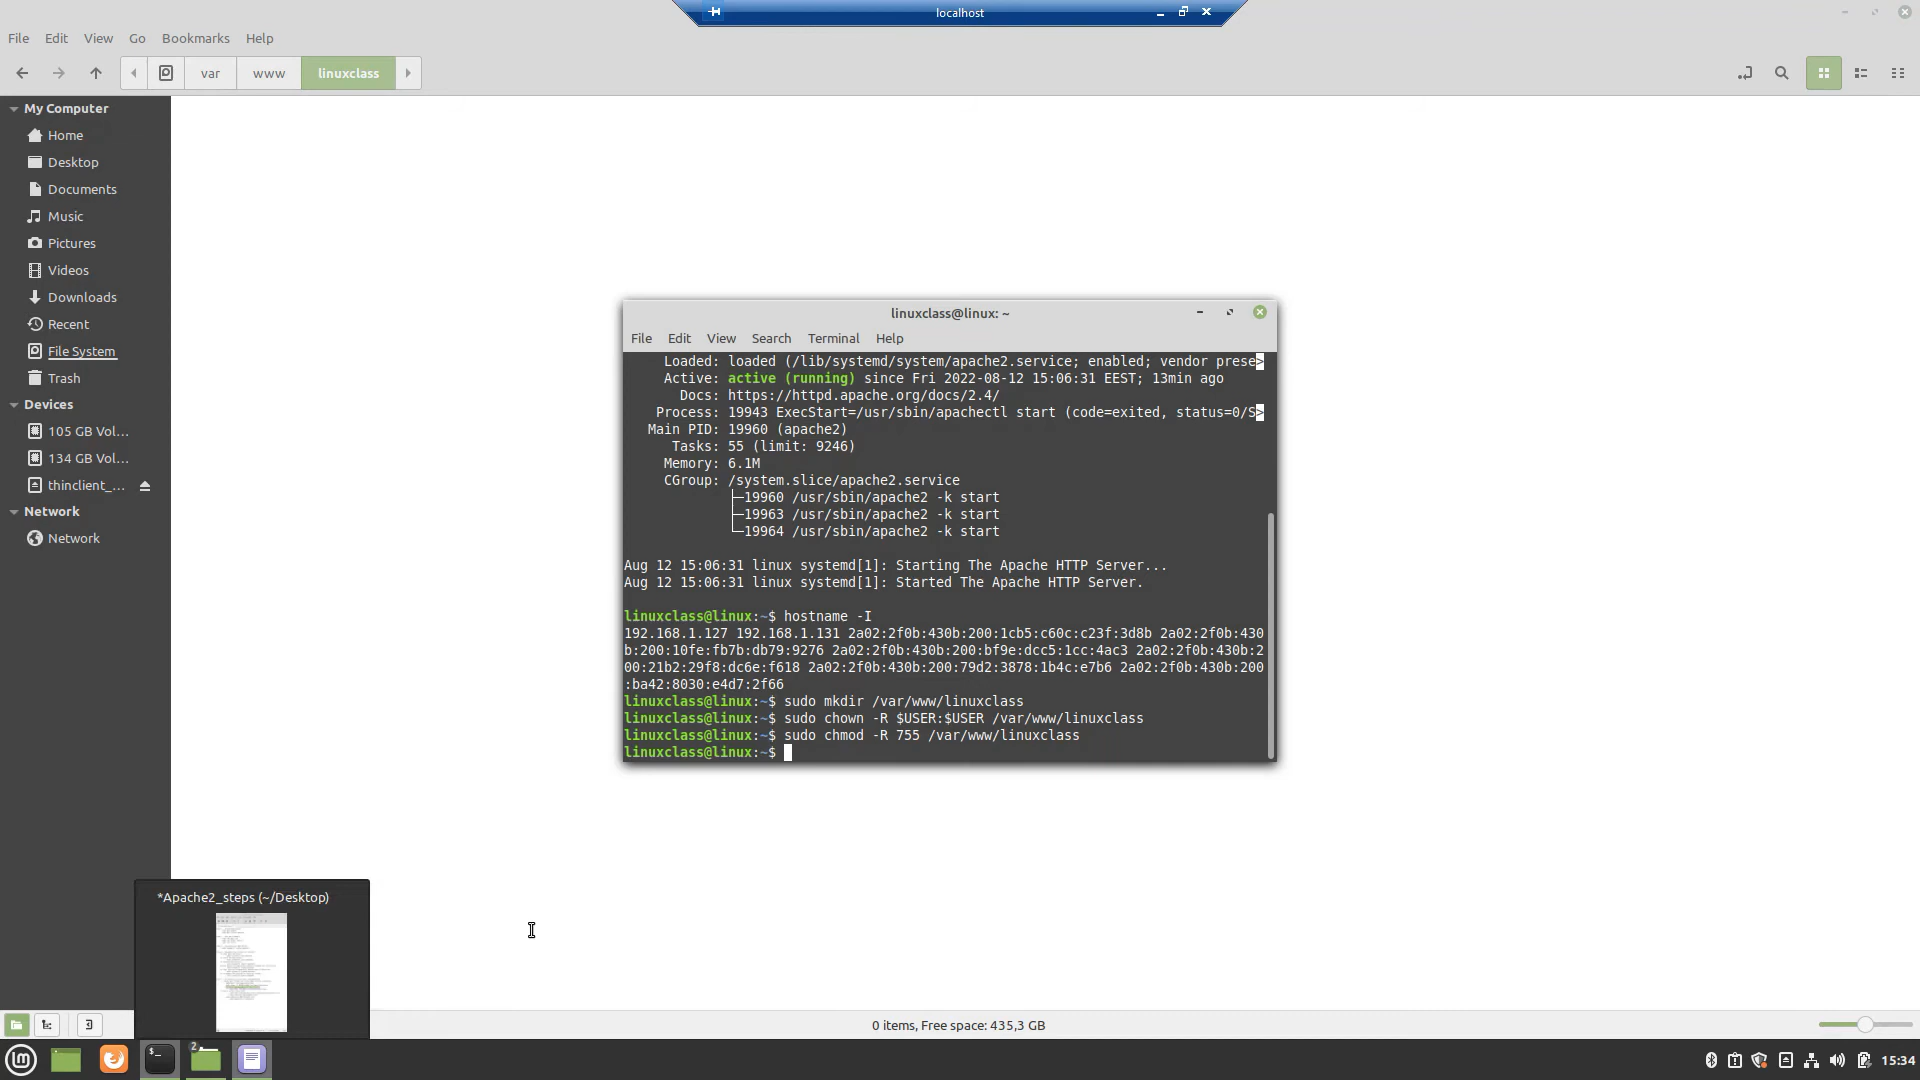 localhost
File Edit View Go Bookmarks Help
var www linuxclass
My Computer
Home
Desktop
Documents
Music
Pictures
Videos
Downloads
Recent
File System
Trash
Devices
105 GB Vol...
134 GB Vol...
thinclient_...
Network
Network
linuxclass@linux: ~
File Edit View Search Terminal Help
Loaded: loaded (/lib/systemd/system/apache2.service; enabled; vendor prese>
Active: active (running) since Fri 2022-08-12 15:06:31 EEST; 13min ago
Docs: https://httpd.apache.org/docs/2.4/
Process: 19943 ExecStart=/usr/sbin/apachectl start (code=exited, status=0/S>
Main PID: 19960 (apache2)
Tasks: 55 (limit: 9246)
Memory: 6.1M
CGroup: /system.slice/apache2.service
├─19960 /usr/sbin/apache2 -k start
├─19963 /usr/sbin/apache2 -k start
└─19964 /usr/sbin/apache2 -k start
Aug 12 15:06:31 linux systemd[1]: Starting The Apache HTTP Server...
Aug 12 15:06:31 linux systemd[1]: Started The Apache HTTP Server.
linuxclass@linux:~$ hostname -I
192.168.1.127 192.168.1.131 2a02:2f0b:430b:200:1cb5:c60c:c23f:3d8b 2a02:2f0b:430
b:200:10fe:fb7b:db79:9276 2a02:2f0b:430b:200:bf9e:dcc5:1cc:4ac3 2a02:2f0b:430b:2
00:21b2:29f8:dc6e:f618 2a02:2f0b:430b:200:79d2:3878:1b4c:e7b6 2a02:2f0b:430b:200
:ba42:8030:e4d7:2f66
linuxclass@linux:~$ sudo mkdir /var/www/linuxclass
linuxclass@linux:~$ sudo chown -R $USER:$USER /var/www/linuxclass
linuxclass@linux:~$ sudo chmod -R 755 /var/www/linuxclass
linuxclass@linux:~$
*Apache2_steps (~/Desktop)
0 items, Free space: 435,3 GB
2
15:34